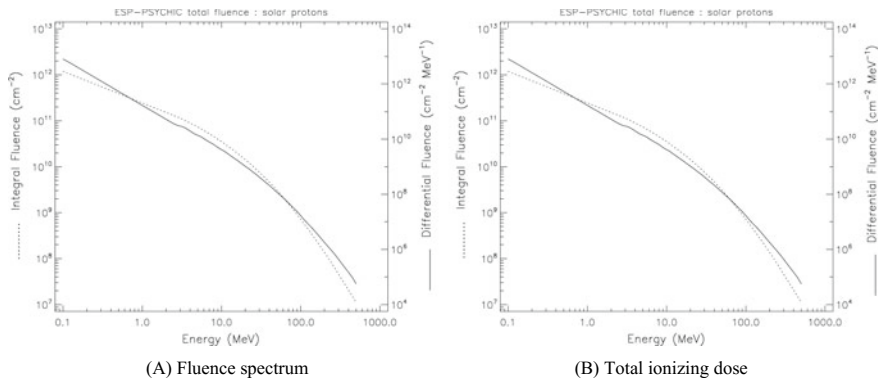 ESP-PSYCHIC total fluence : solar protons
10¹³
10¹²
10¹¹
10¹⁰
10⁹
10⁸
10⁷
Integral Fluence (cm⁻²)
10¹⁴
10¹²
10¹⁰
10⁸
10⁶
10⁴
Differential Fluence (cm⁻² MeV⁻¹)
0.1 1.0 10.0 100.0 1000.0
Energy (MeV)
(A) Fluence spectrum
ESP-PSYCHIC total fluence : solar protons
10¹³
10¹²
10¹¹
10¹⁰
10⁹
10⁸
10⁷
Integral Fluence (cm⁻²)
10¹⁴
10¹²
10¹⁰
10⁸
10⁶
10⁴
Differential Fluence (cm⁻² MeV⁻¹)
0.1 1.0 10.0 100.0 1000.0
Energy (MeV)
(B) Total ionizing dose